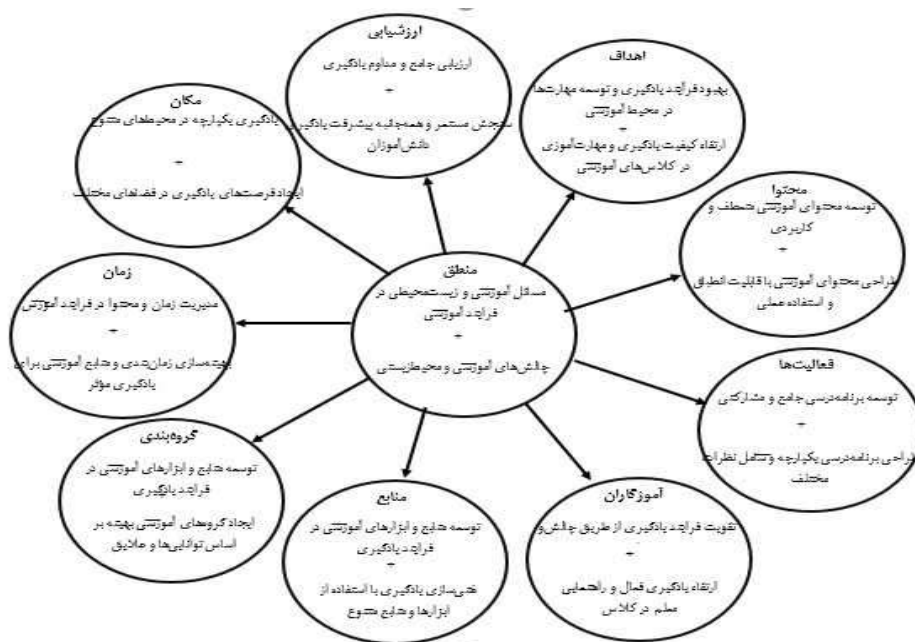 ارزشیابی
ارزیابی جامع و مداوم یادگیری
+
سنجش مستمر و همه‌جانبه پیشرفت یادگیری
دانش‌آموزان
اهداف
بهبود فرآیند یادگیری و توسعه مهارت‌ها
در محیط آموزشی
+
ارتقاء کیفیت یادگیری و مهارت‌آموزی
در کلاس‌های آموزشی
محتوا
توسعه محتوای آموزشی منعطف و
کاربردی
+
طراحی محتوای آموزشی با قابلیت انطباق
و استفاده عملی
فعالیت‌ها
توسعه برنامه‌درسی جامع و مشارکتی
+
طراحی برنامه‌درسی یکپارچه و شامل نظرات
مختلف
آموزگاران
تقویت فرایند یادگیری از طریق چالش و
+
ارتقاء یادگیری فعال و راهنمایی
معلم در کلاس
منابع
توسعه منابع و ابزارهای آموزشی در
فرآیند یادگیری
+
غنی‌سازی یادگیری با استفاده از
ابزارها و منابع متنوع
گروه‌بندی
توسعه منابع و ابزارهای آموزشی در
فرایند یادگیری
ایجاد گروه‌های آموزشی بهینه بر
اساس توانایی‌ها و علایق
زمان
مدیریت زمان و محتوا در فرایند آموزش
+
بهینه‌سازی زمان‌بندی و منابع آموزشی برای
یادگیری مؤثر
مکان
یادگیری یکپارچه در محیط‌های متنوع
+
ایجاد فرصت‌های یادگیری در فضاهای مختلف
منطق
مسائل آموزشی و زیست‌محیطی در
فرآیند آموزشی
+
چالش‌های آموزشی و محیط‌زیستی